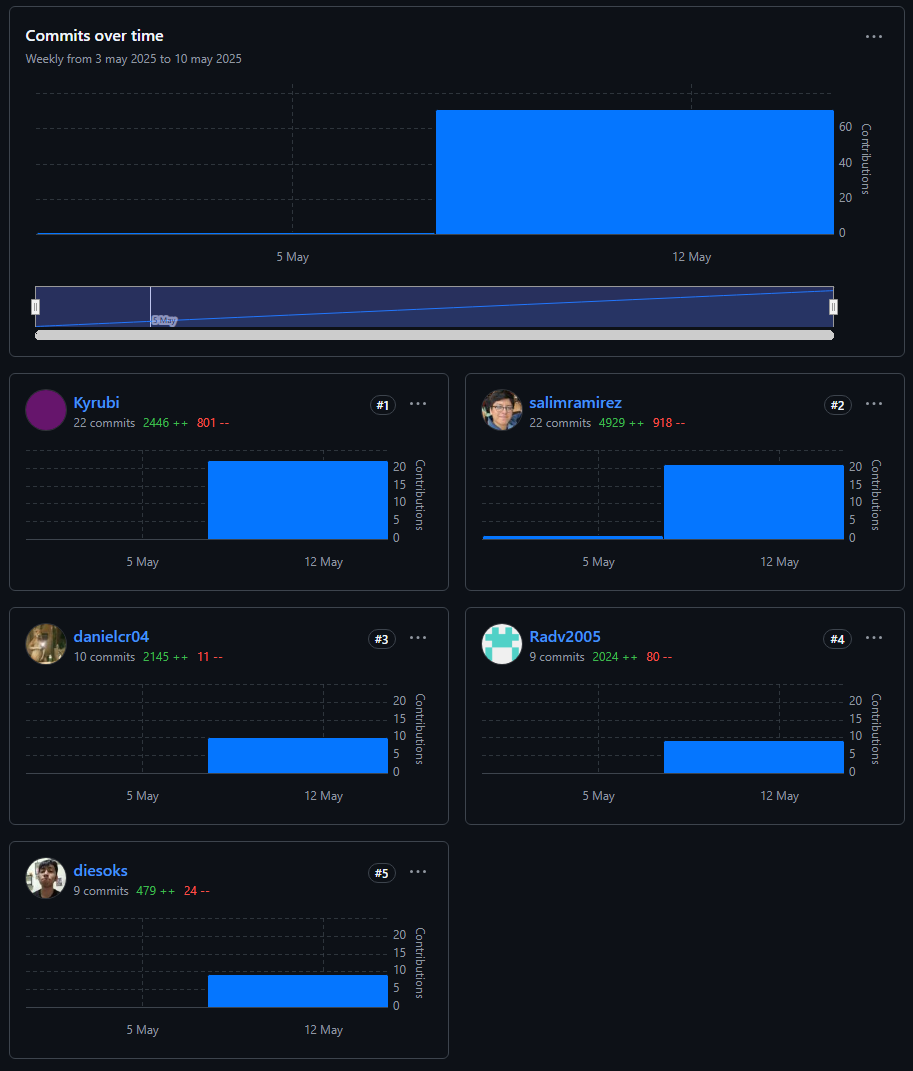 Commits over time
Weekly from 3 may 2025 to 10 may 2025
60
40
20
0
Contributions
5 May
12 May
5 May
Kyrubi
#1
22 commits 2446 ++ 801 --
20
15
10
5
0
Contributions
5 May
12 May
salimramirez
#2
22 commits 4929 ++ 918 --
20
15
10
5
0
Contributions
5 May
12 May
danielcr04
#3
10 commits 2145 ++ 11 --
20
15
10
5
0
Contributions
5 May
12 May
Radv2005
#4
9 commits 2024 ++ 80 --
20
15
10
5
0
Contributions
5 May
12 May
diesoks
#5
9 commits 479 ++ 24 --
20
15
10
5
0
Contributions
5 May
12 May